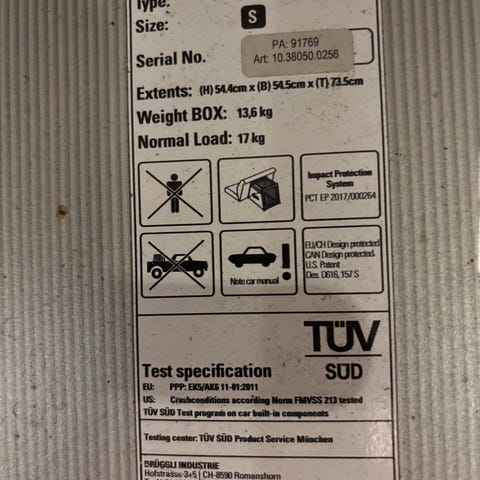 Type:
Size: S
Serial No.
PA: 91769
Art: 10.38050.0256
Extents: (H) 54.4cm x (B) 54.5cm x (T) 73.5cm
Weight BOX: 13,6 kg
Normal Load: 17 kg
Impact Protection
System
PCT EP 2017/000264
Note car manual
!
EU/CH Design protected
CAN Design protected
U.S. Patent
Des. D616, 157 S
TÜV
SÜD
Test specification
EU: PPP: EK5/AK6 11-01:2011
US: Crashconditions according Norm FMVSS 213 tested
TÜV SÜD Test program on car built-in components
Testing center: TÜV SÜD Product Service München
BRÜGGLI INDUSTRIE
Hofstrasse 3+5 | CH-8590 Romanshorn